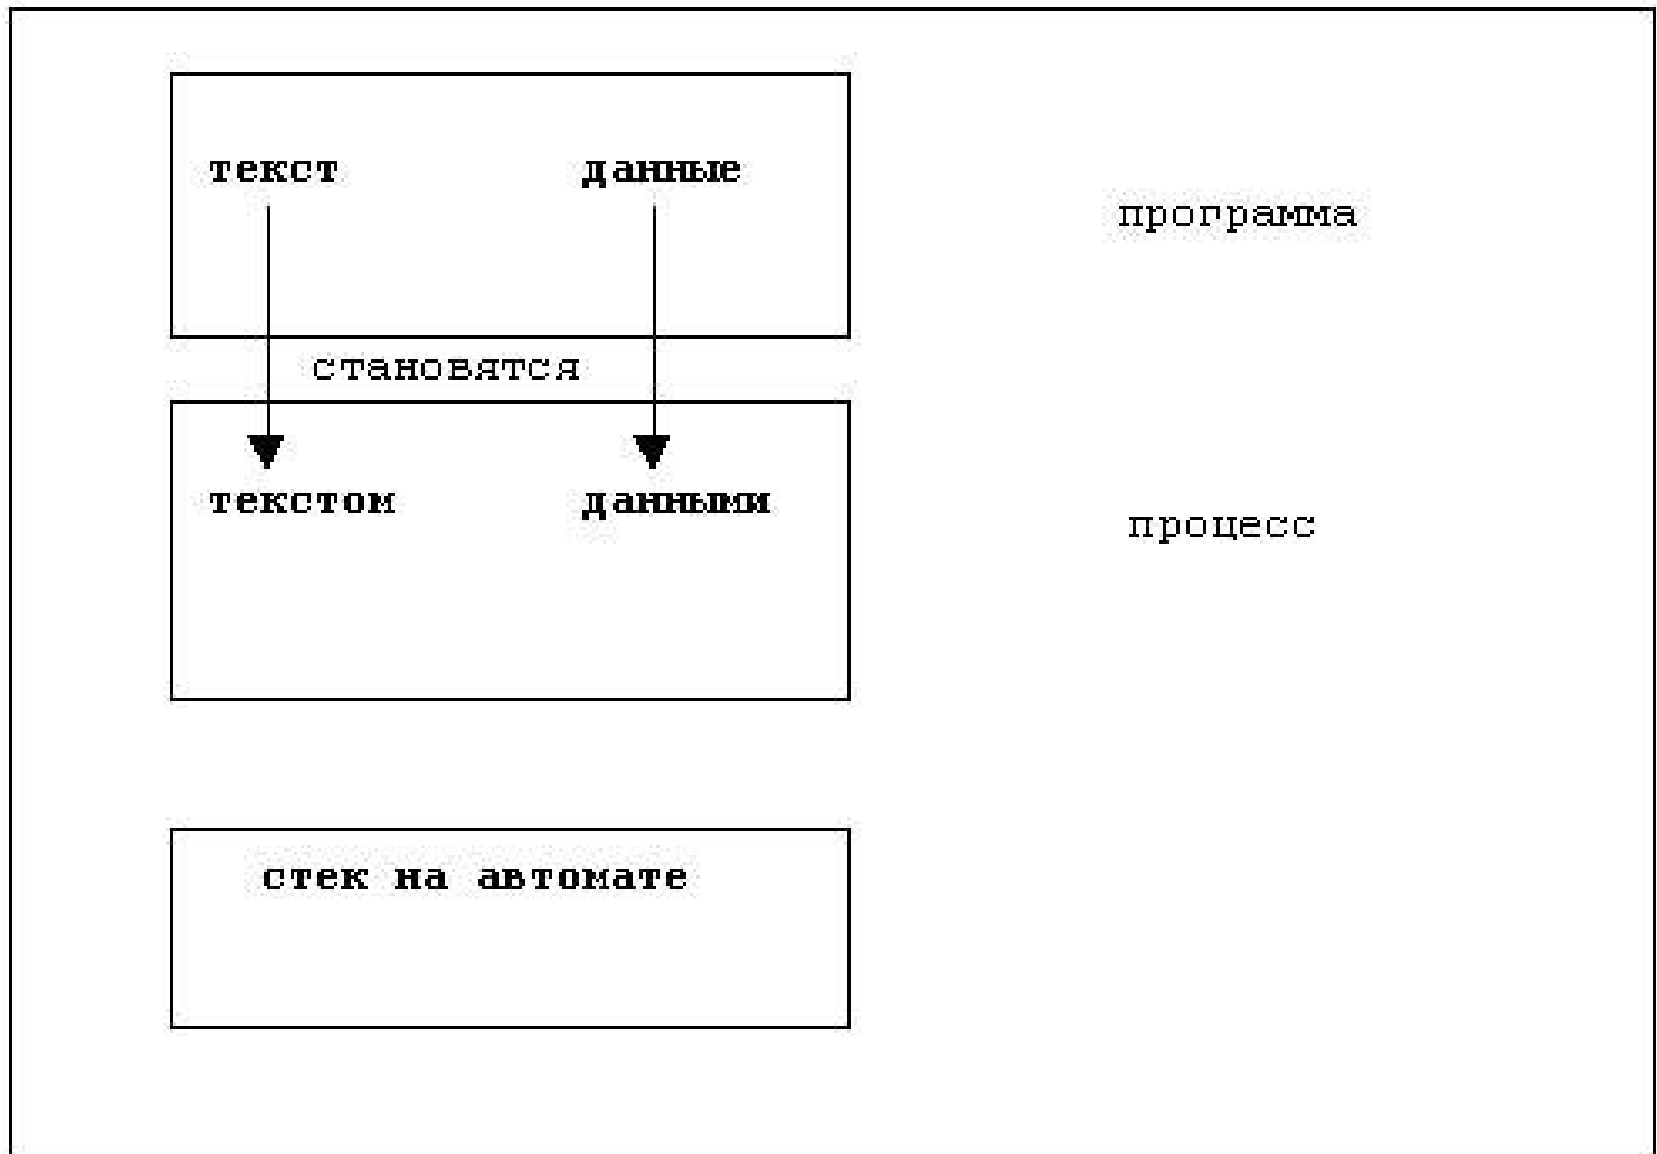 текст данные
программа
становятся
текстом данными
процесс
стек на автомате